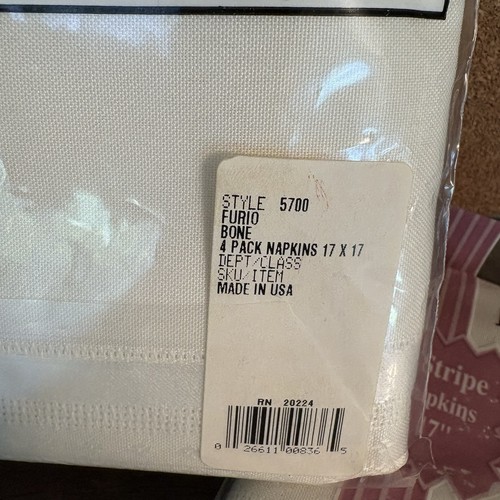 STYLE 5700
FURIO
BONE
4 PACK NAPKINS 17 X 17
DEPT/CLASS
SKU/ITEM
MADE IN USA
RN 20224
0 26611 00836 5
Stripe
17"